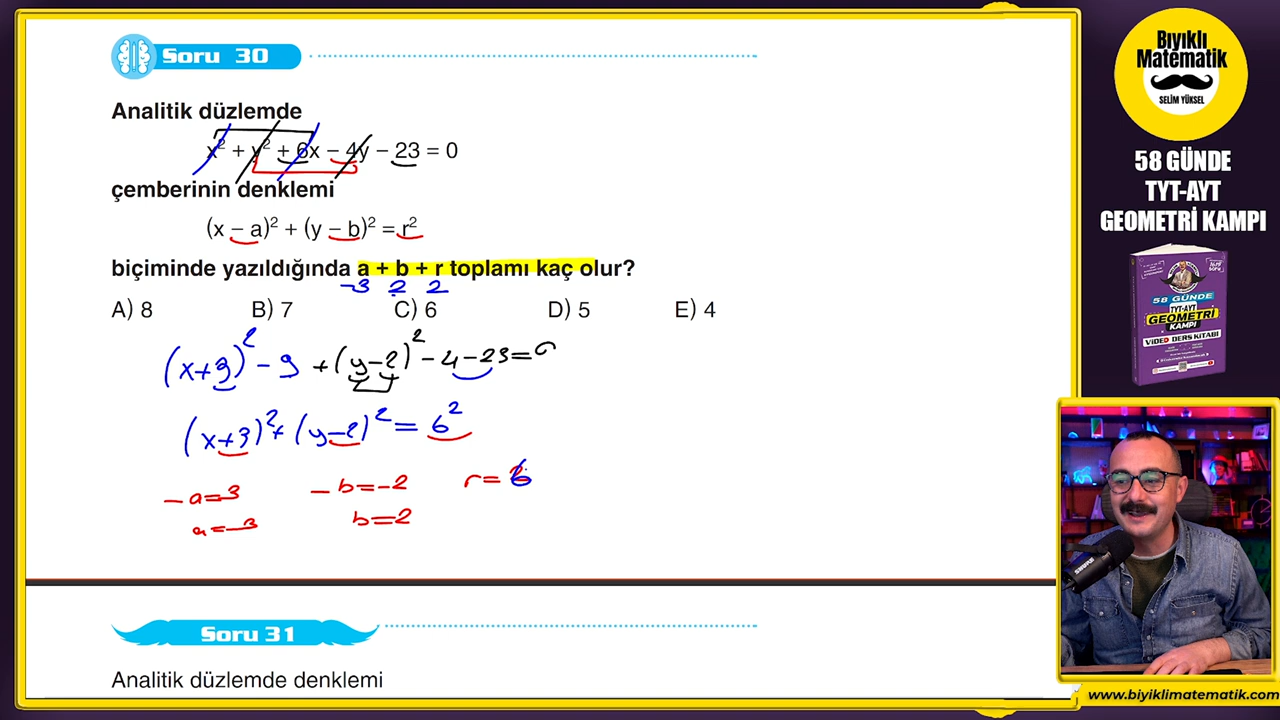 Soru 30
Analitik düzlemde
x² + y² + 6x − 4y − 23 = 0
çemberinin denklemi
(x − a)² + (y − b)² = r²
biçiminde yazıldığında a + b + r toplamı kaç olur?
−3 2 2
A) 8 B) 7 C) 6 D) 5 E) 4
(x+3)² − 9 + (y−2)² − 4 − 23 = 0
(x+3)² + (y−2)² = 6²
−a=3 −b=−2 r=6
a=−3 b=2
Soru 31
Analitik düzlemde denklemi
Bıyıklı
Matematik
SELİM YÜKSEL
58 GÜNDE
TYT-AYT
GEOMETRİ KAMPI
58 GÜNDE
TYT-AYT
GEOMETRİ
KAMPI
VİDEO DERS KİTABI
www.biyiklimatematik.com